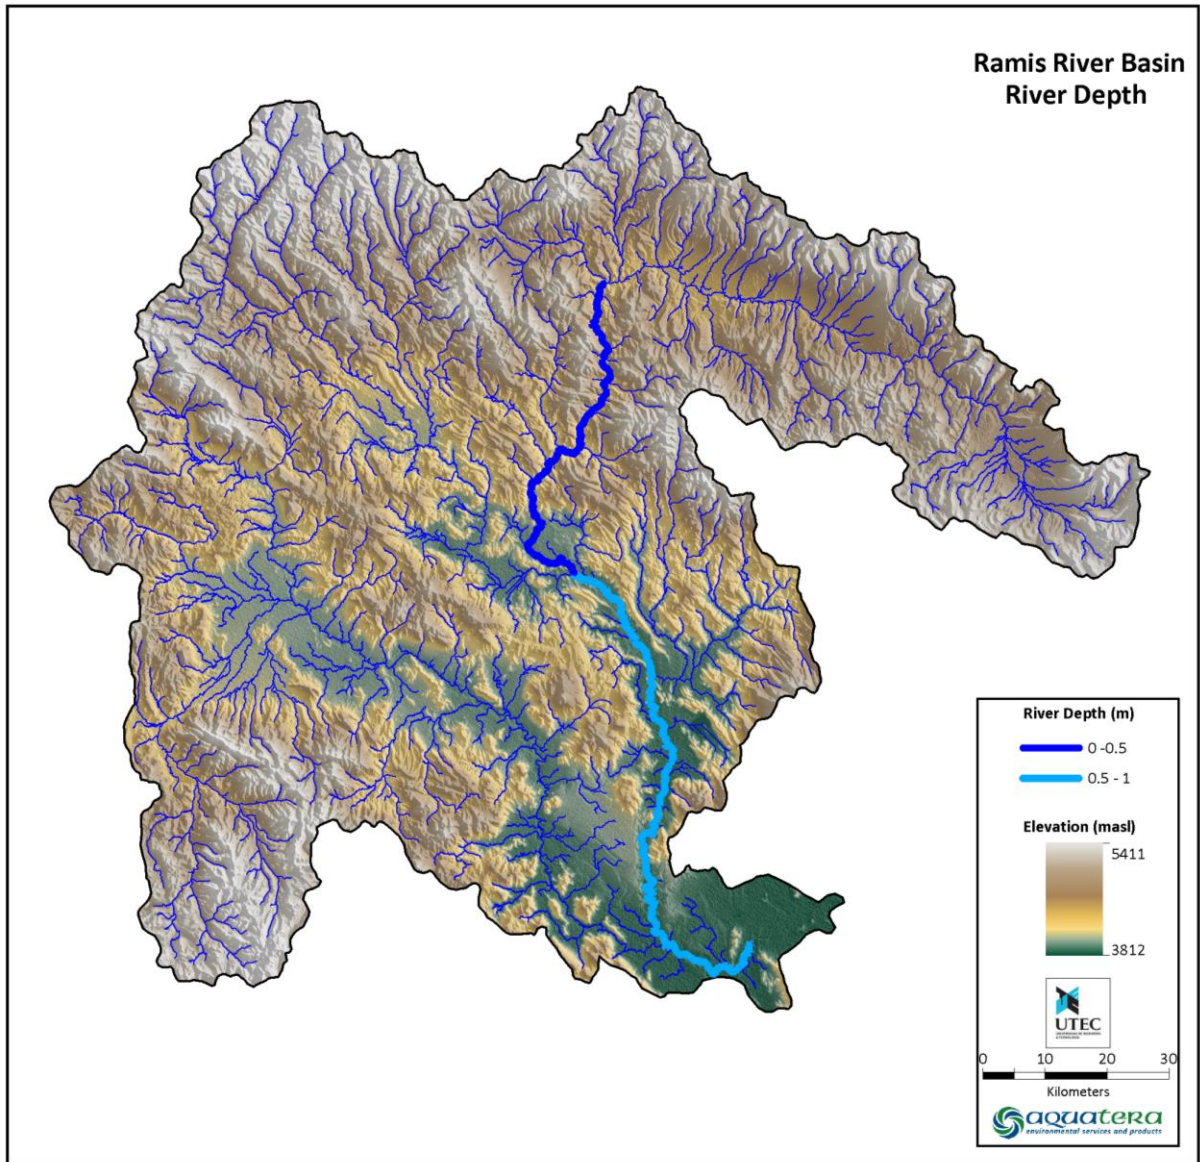 Ramis River Basin
River Depth
River Depth (m)
0 -0.5
0.5 - 1
Elevation (masl)
5411
3812
UTEC
0 10 20 30
Kilometers
aquatera
environmental services and products